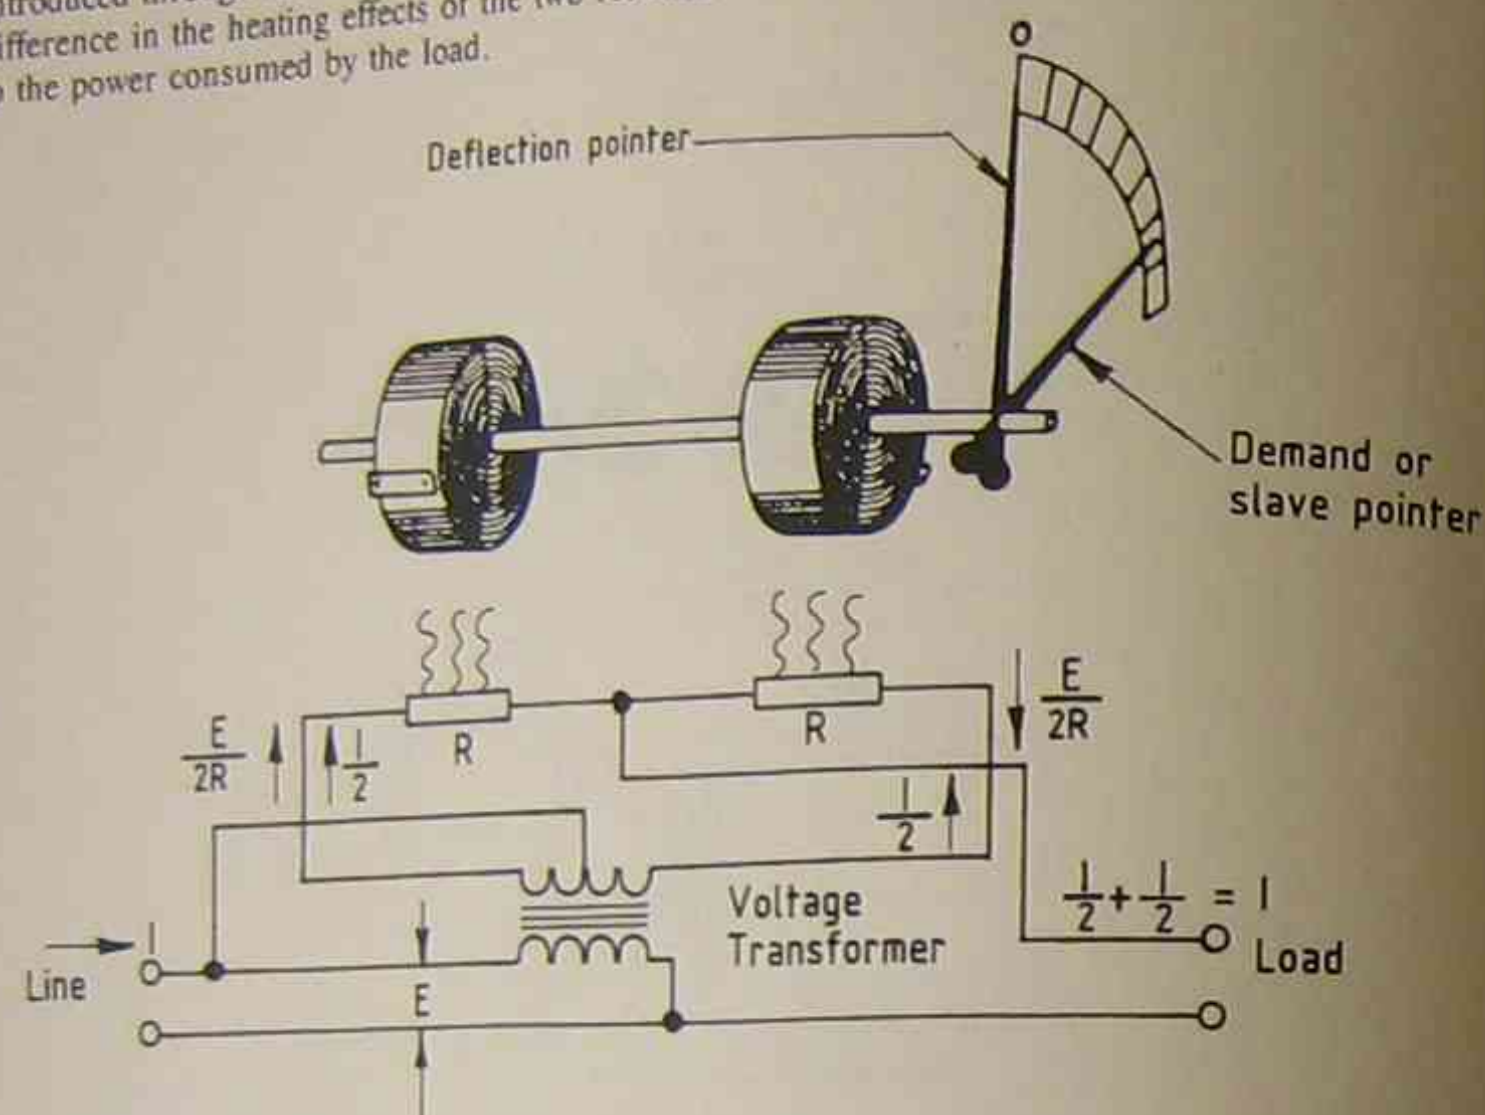 difference in the heating effects of the
the power consumed by the load.
O
Deflection pointer
Demand or
slave pointer
E
2R
I
2
R
R
E
2R
I
2
Voltage
Transformer
I
2
+
I
2
= I
Load
I
Line
E